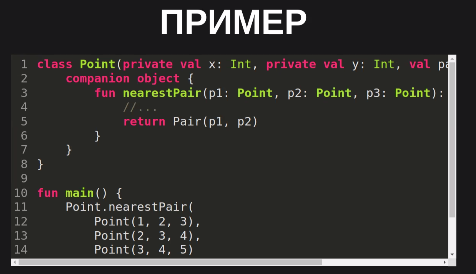 ПРИМЕР
1 class Point(private val x: Int, private val y: Int, val
2     companion object {
3         fun nearestPair(p1: Point, p2: Point, p3: Point):
4             //...
5             return Pair(p1, p2)
6         }
7     }
8 }
9
10 fun main() {
11     Point.nearestPair(
12         Point(1, 2, 3),
13         Point(2, 3, 4),
14         Point(3, 4, 5)